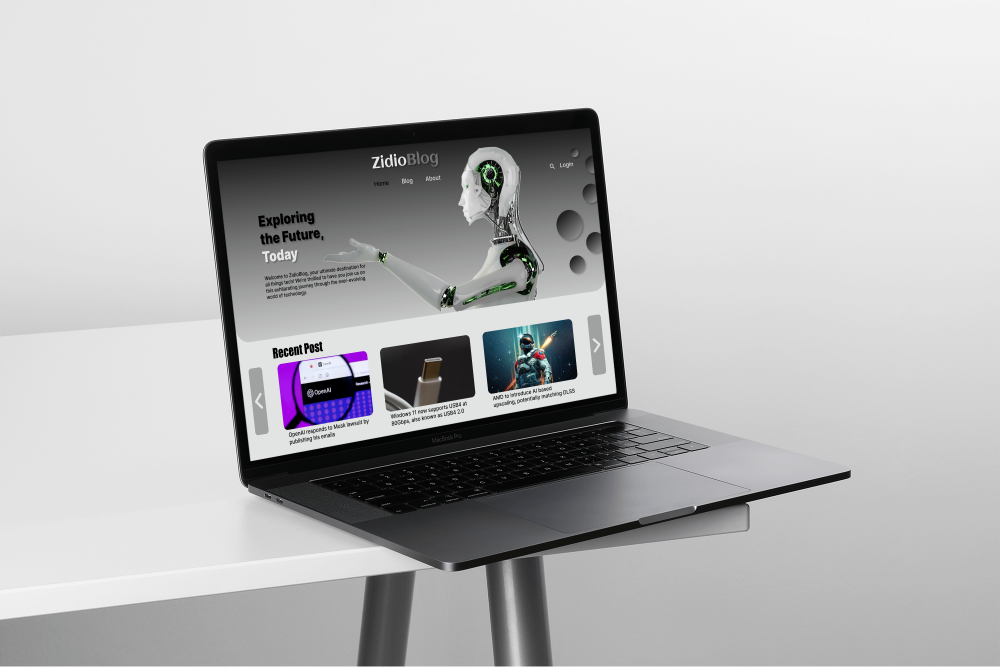 ZidioBlog
Home Blog About
Login
Exploring
the Future,
Today
Welcome to ZidioBlog, your ultimate destination for
all things tech! We're thrilled to have you join us on
this exhilarating journey through the ever-evolving
world of technology.
Recent Post
OpenAI
OpenAI responds to Musk lawsuit by
publishing his emails
Windows 11 now supports USB4 at
80Gbps, also known as USB4 2.0
AMD to introduce AI based
upscaling, potentially matching DLSS
MacBook Pro